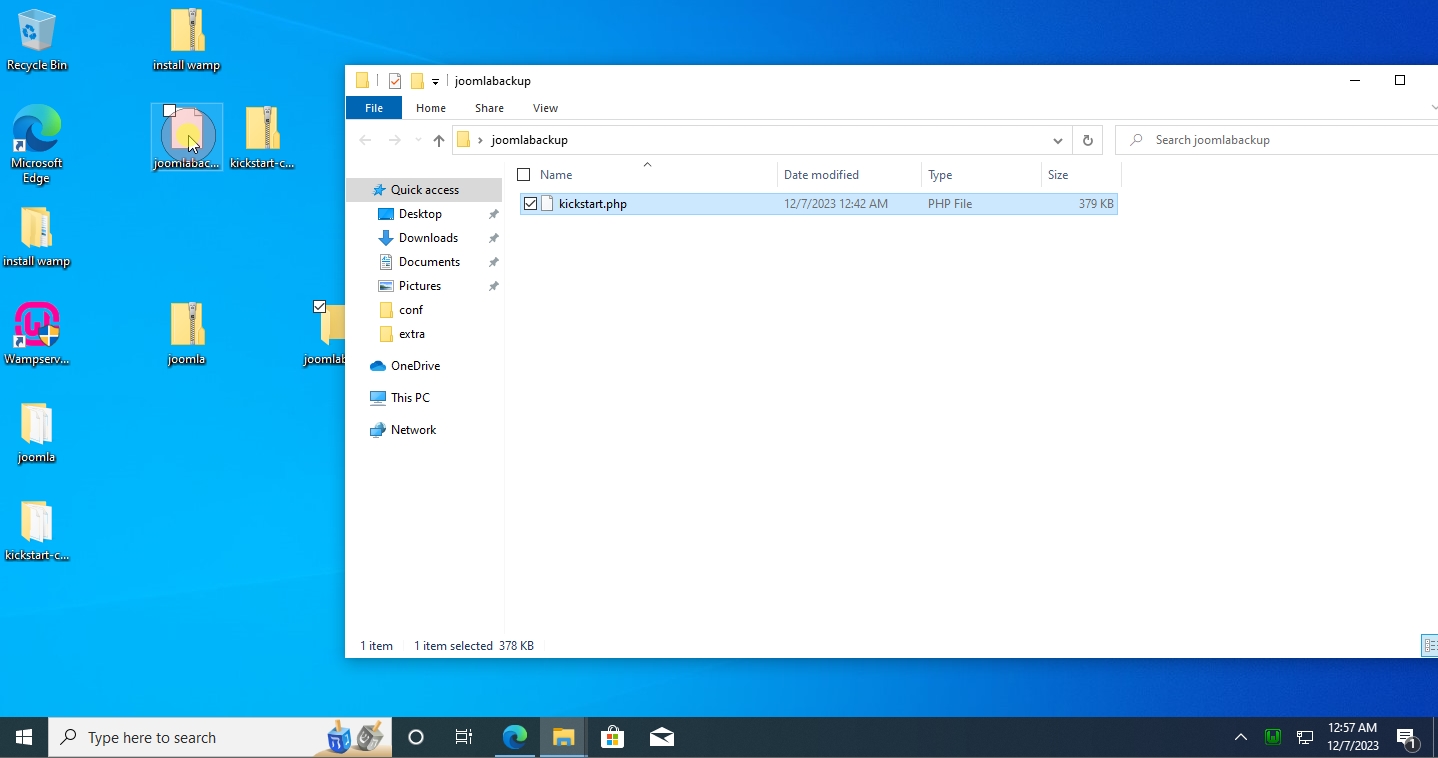 Recycle Bin
install wamp
Microsoft
Edge
joomlabac...
kickstart-c...
install wamp
Wampserv...
joomla
joomlab
joomla
kickstart-c...
joomlabackup
File
Home
Share
View
joomlabackup
Search joomlabackup
Name
Date modified
Type
Size
kickstart.php
12/7/2023 12:42 AM
PHP File
379 KB
Quick access
Desktop
Downloads
Documents
Pictures
conf
extra
OneDrive
This PC
Network
1 item
1 item selected 378 KB
Type here to search
12:57 AM
12/7/2023
1